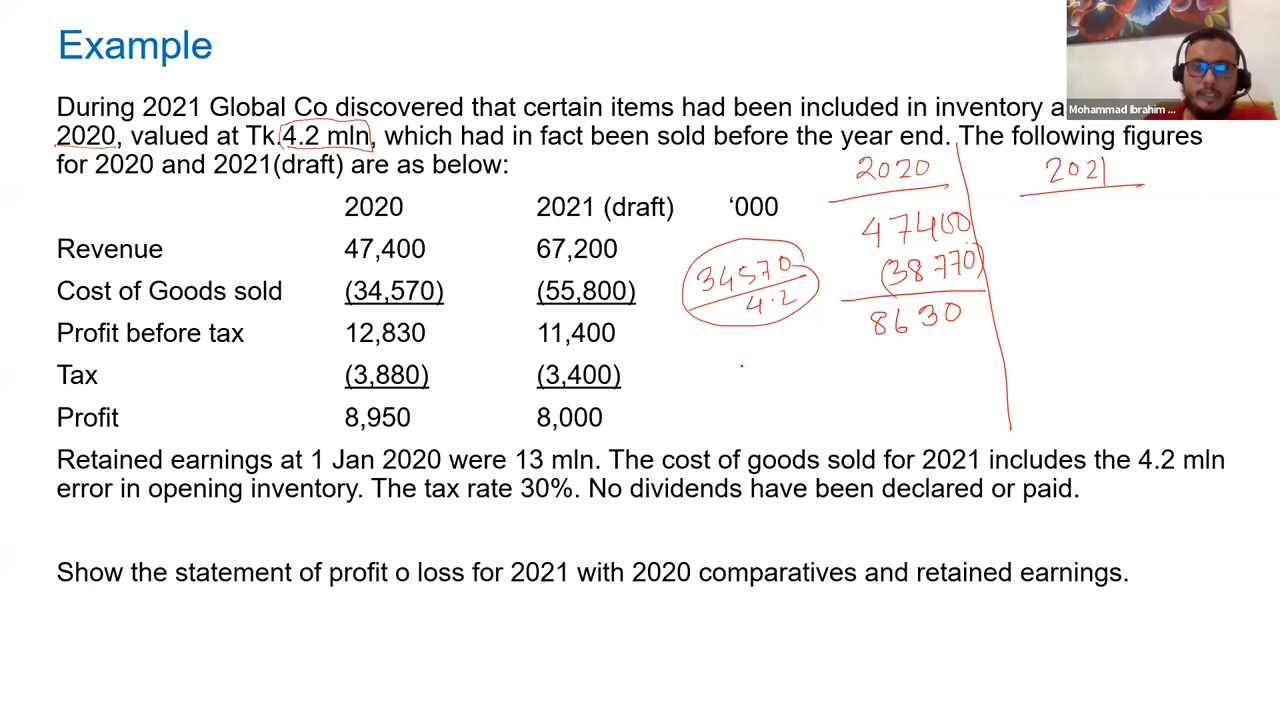 Example
During 2021 Global Co discovered that certain items had been included in inventory a
2020, valued at Tk.4.2 mln, which had in fact been sold before the year end. The following figures
for 2020 and 2021(draft) are as below:
2020 2021 (draft) ‘000
Revenue 47,400 67,200
Cost of Goods sold (34,570) (55,800)
Profit before tax 12,830 11,400
Tax (3,880) (3,400)
Profit 8,950 8,000
Retained earnings at 1 Jan 2020 were 13 mln. The cost of goods sold for 2021 includes the 4.2 mln
error in opening inventory. The tax rate 30%. No dividends have been declared or paid.
Show the statement of profit o loss for 2021 with 2020 comparatives and retained earnings.
34570
4.2
2020
47400
(38770)
8630
2021
Mohammad Ibrahim ...